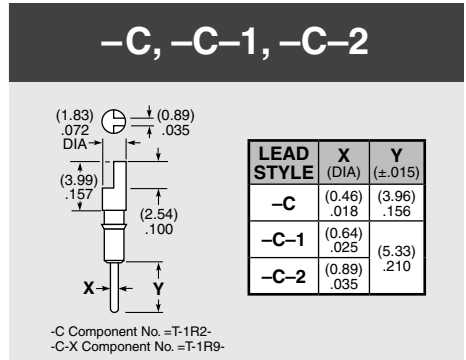 –C, –C–1, –C–2
(1.83)
.072
DIA
(0.89)
.035
(3.99)
.157
(2.54)
.100
X
Y
LEAD STYLE X (DIA) Y (±.015)
–C (0.46) .018 (3.96) .156
–C–1 (0.64) .025 (5.33) .210
–C–2 (0.89) .035
-C Component No. =T-1R2-
-C-X Component No. =T-1R9-